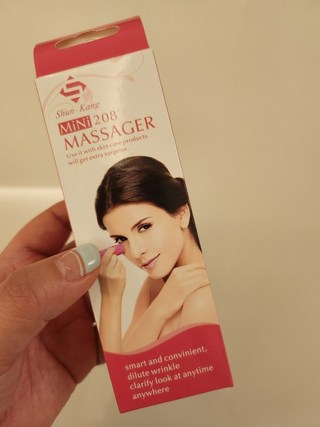 Shun-Kang
MiNi 208
MASSAGER
Use it with skin care products
will get extra surprise.
smart and convinient,
dilute wrinkle
clarify look at anytime
anywhere